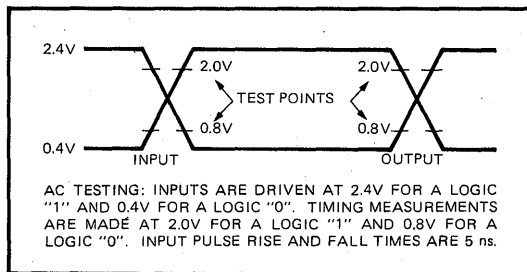 2.4V
2.0V
2.0V
TEST POINTS
0.8V
0.8V
0.4V
INPUT
OUTPUT
AC TESTING: INPUTS ARE DRIVEN AT 2.4V FOR A LOGIC
"1" AND 0.4V FOR A LOGIC "0". TIMING MEASUREMENTS
ARE MADE AT 2.0V FOR A LOGIC "1" AND 0.8V FOR A
LOGIC "0". INPUT PULSE RISE AND FALL TIMES ARE 5 ns.